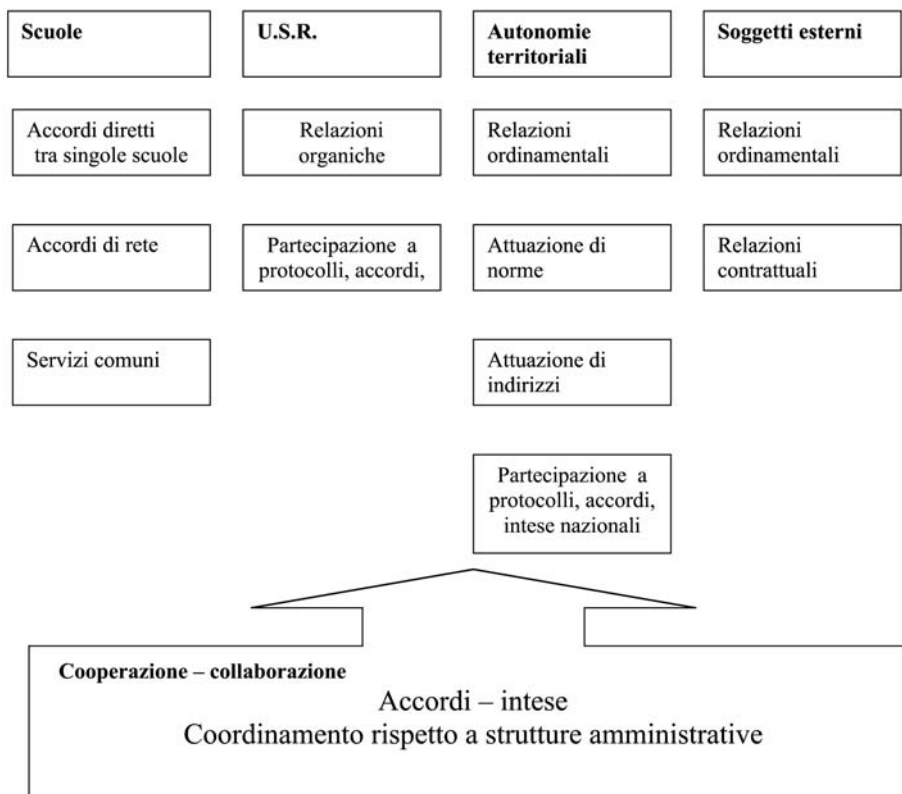 Scuole
U.S.R.
Autonomie
territoriali
Soggetti esterni
Accordi diretti
tra singole scuole
Relazioni
organiche
Relazioni
ordinamentali
Relazioni
ordinamentali
Accordi di rete
Partecipazione a
protocolli, accordi,
Attuazione di
norme
Relazioni
contrattuali
Servizi comuni
Attuazione di
indirizzi
Partecipazione a
protocolli, accordi,
intese nazionali
Cooperazione – collaborazione
Accordi – intese
Coordinamento rispetto a strutture amministrative